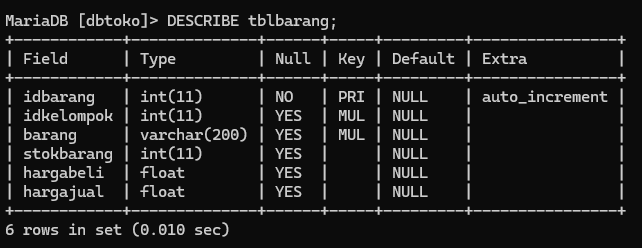 MariaDB [dbtoko]> DESCRIBE tblbarang;
+------------+--------------+------+-----+---------+----------------+
| Field      | Type         | Null | Key | Default | Extra          |
+------------+--------------+------+-----+---------+----------------+
| idbarang   | int(11)      | NO   | PRI | NULL    | auto_increment |
| idkelompok | int(11)      | YES  | MUL | NULL    |                |
| barang     | varchar(200) | YES  | MUL | NULL    |                |
| stokbarang | int(11)      | YES  |     | NULL    |                |
| hargabeli  | float        | YES  |     | NULL    |                |
| hargajual  | float        | YES  |     | NULL    |                |
+------------+--------------+------+-----+---------+----------------+
6 rows in set (0.010 sec)